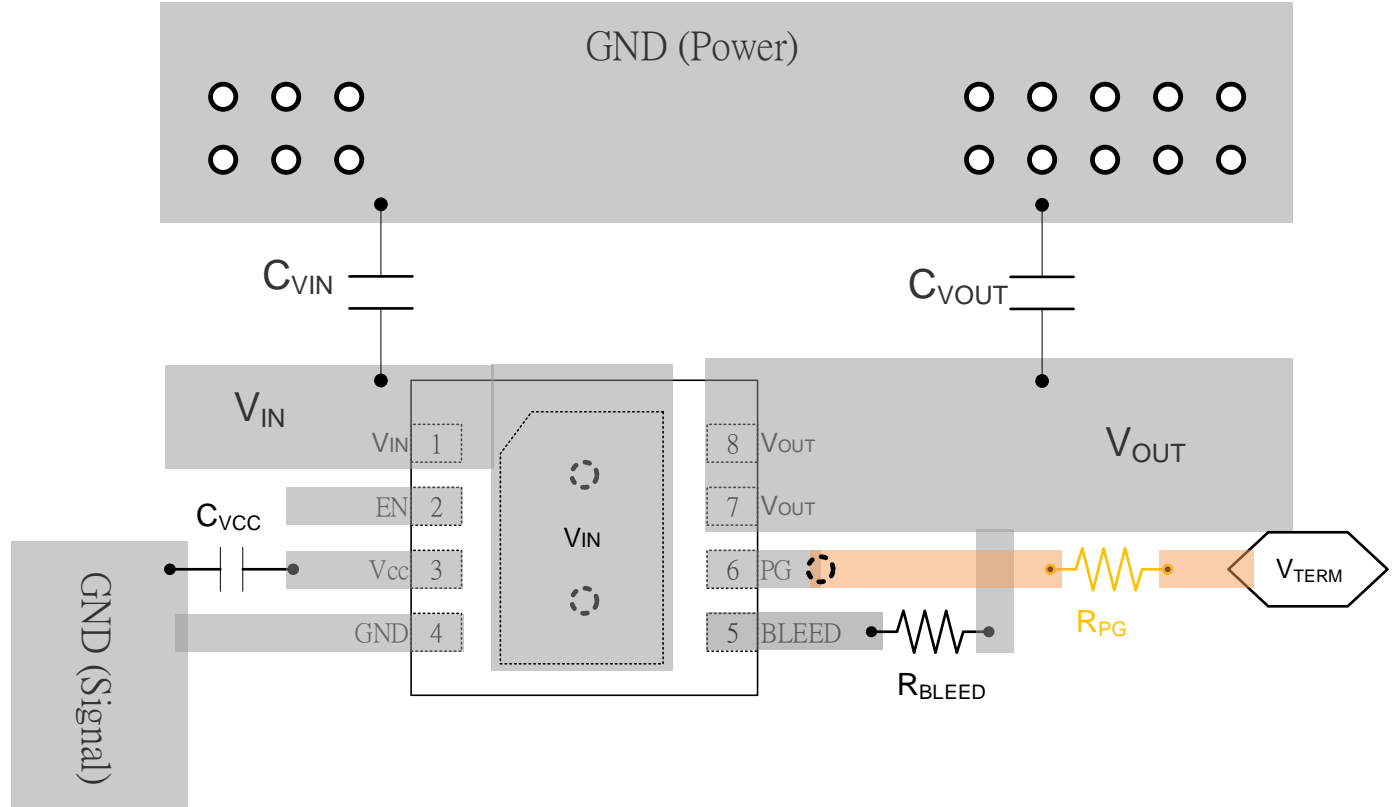 GND (Power)
CVIN
CVOUT
VIN
VOUT
VIN 1
8 VOUT
EN 2
7 VOUT
VIN
CVCC
Vcc 3
6 PG
VTERM
RPG
GND 4
5 BLEED
RBLEED
GND (Signal)